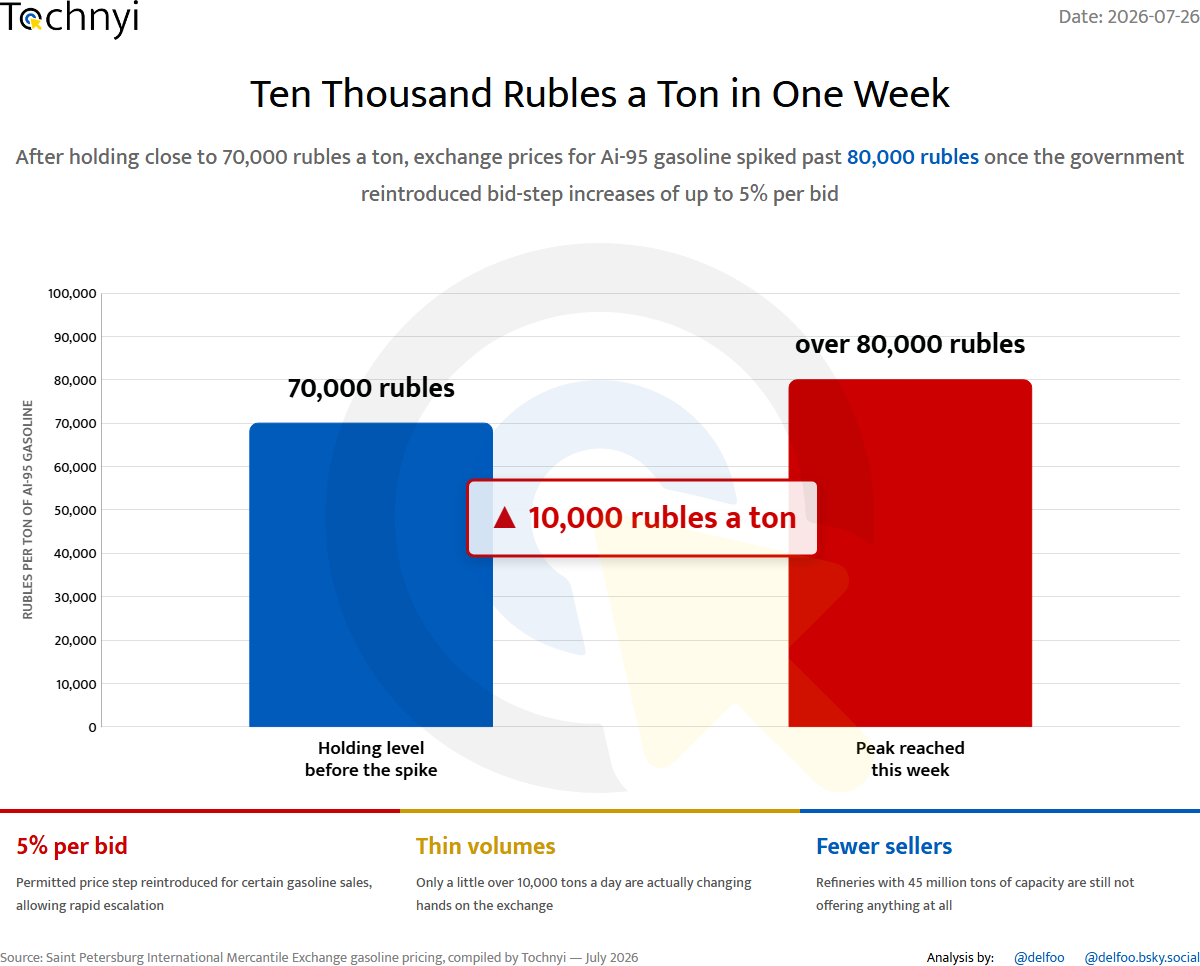 Tochnyi
Date: 2026-07-26
Ten Thousand Rubles a Ton in One Week
After holding close to 70,000 rubles a ton, exchange prices for Ai-95 gasoline spiked past 80,000 rubles once the government
reintroduced bid-step increases of up to 5% per bid
RUBLES PER TON OF AI-95 GASOLINE
100,000
90,000
80,000
70,000
60,000
50,000
40,000
30,000
20,000
10,000
0
70,000 rubles
over 80,000 rubles
▲ 10,000 rubles a ton
Holding level
before the spike
Peak reached
this week
5% per bid
Permitted price step reintroduced for certain gasoline sales,
allowing rapid escalation
Thin volumes
Only a little over 10,000 tons a day are actually changing
hands on the exchange
Fewer sellers
Refineries with 45 million tons of capacity are still not
offering anything at all
Source: Saint Petersburg International Mercantile Exchange gasoline pricing, compiled by Tochnyi — July 2026
Analysis by: @delfoo @delfoo.bsky.social